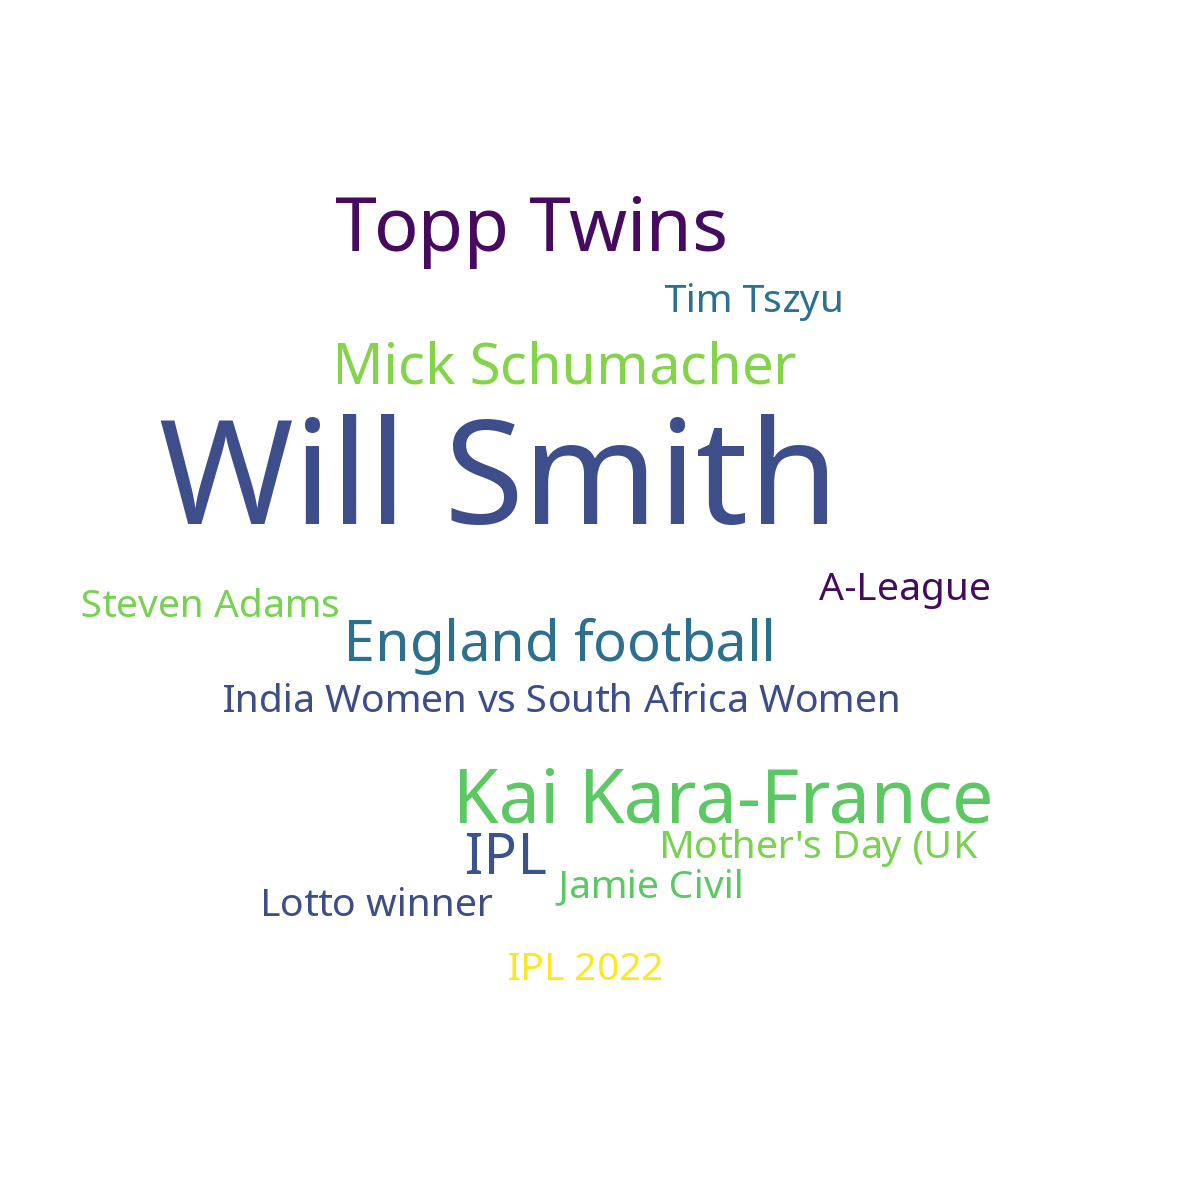 Topp Twins
Tim Tszyu
Mick Schumacher
Will Smith
A-League
Steven Adams
England football
India Women vs South Africa Women
Kai Kara-France
IPL
Mother's Day (UK
Jamie Civil
Lotto winner
IPL 2022